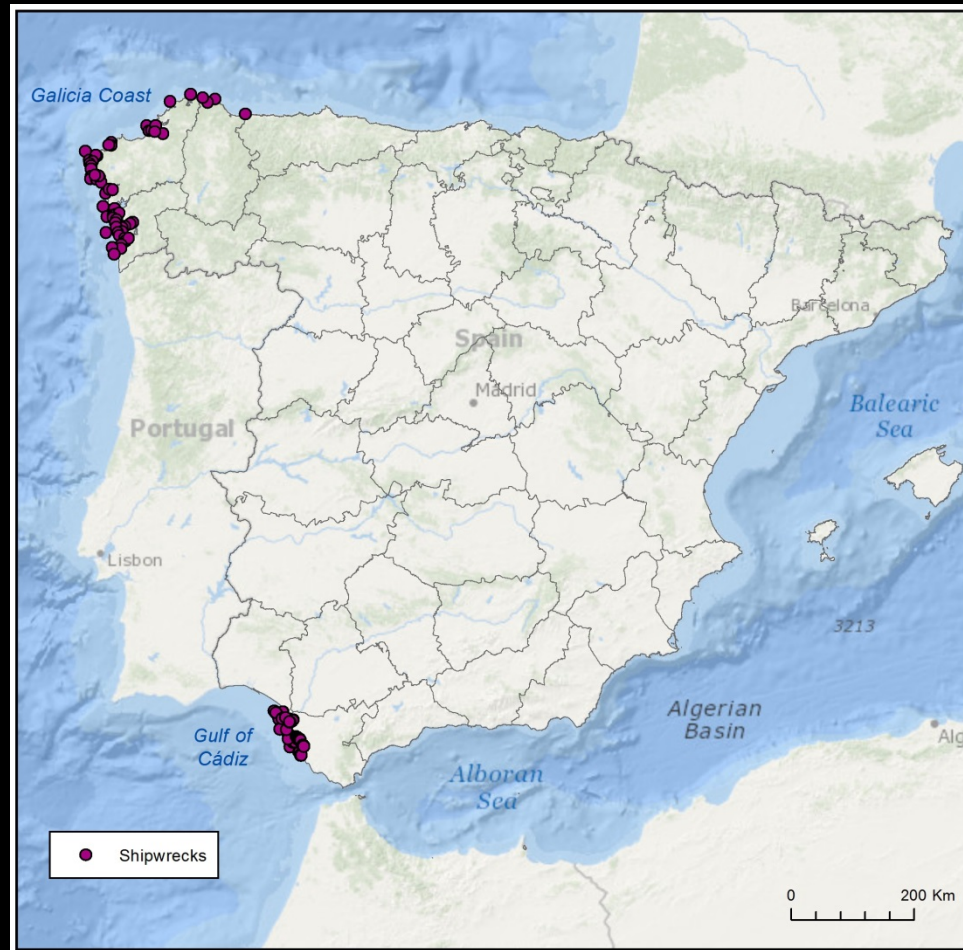 Galicia Coast
Barcelona
Spain
Madrid
Balearic
Sea
Portugal
Lisbon
3213
Algerian
Basin
Gulf of
Cádiz
Alg
Alboran
Sea
Shipwrecks
0 200 Km